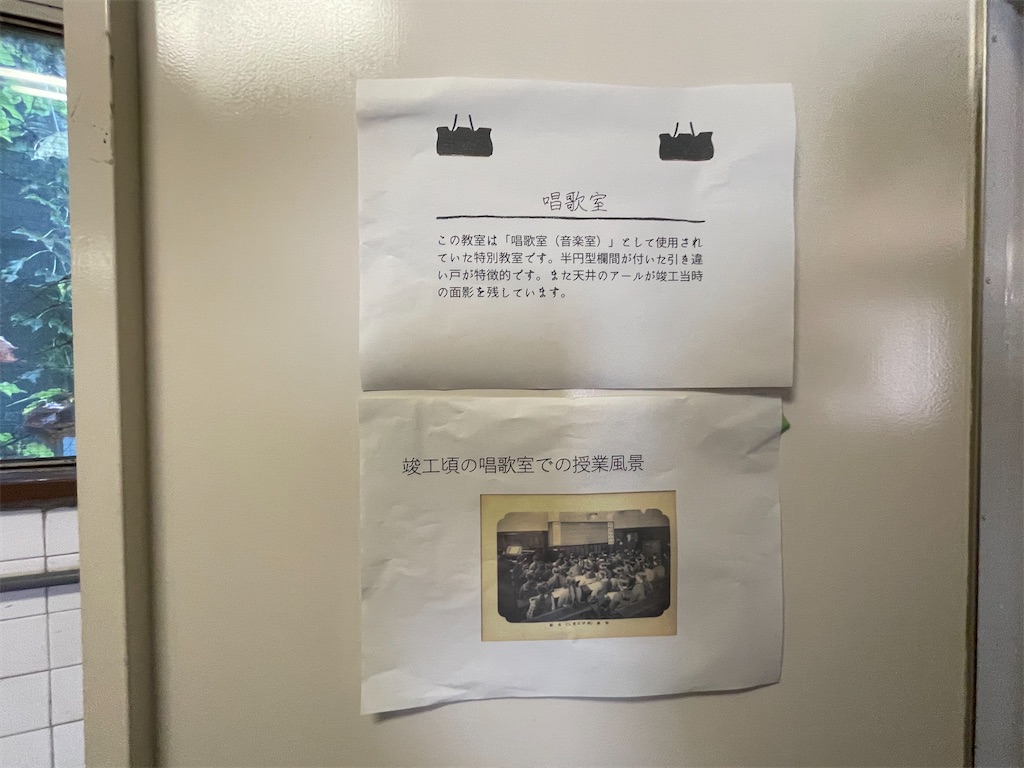 唱歌室
この教室は「唱歌室（音楽室）」として使用され
ていた特別教室です。半円型欄間が付いた引き違
い戸が特徴的です。また天井のアールが竣工当時
の面影を残しています。
竣工頃の唱歌室での授業風景